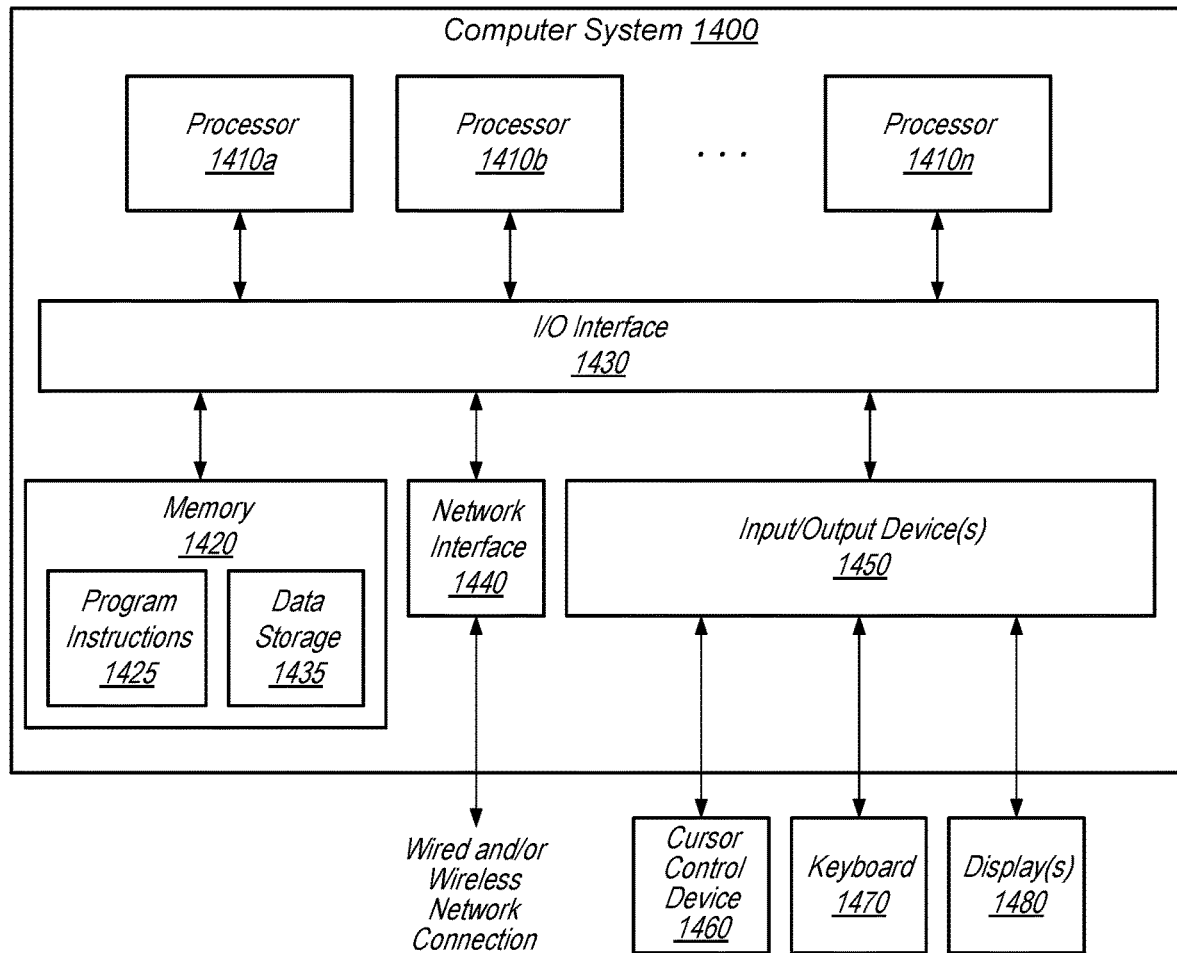 Computer System 1400
Processor
1410a
Processor
1410b
. . .
Processor
1410n
I/O Interface
1430
Memory
1420
Program
Instructions
1425
Data
Storage
1435
Network
Interface
1440
Input/Output Device(s)
1450
Wired and/or
Wireless
Network
Connection
Cursor
Control
Device
1460
Keyboard
1470
Display(s)
1480